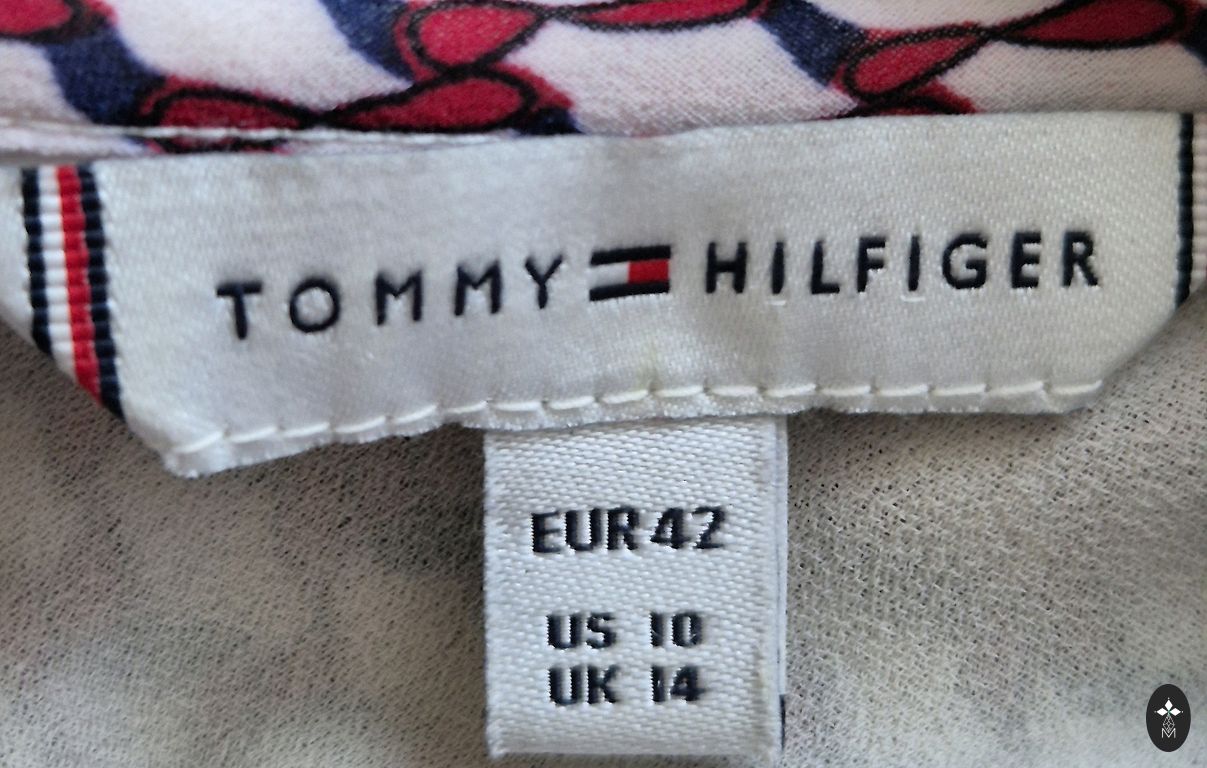 TOMMY HILFIGER
EUR 42
US 10
UK 14